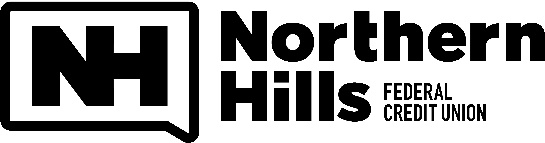 NH
Northern
Hills
FEDERAL
CREDIT UNION